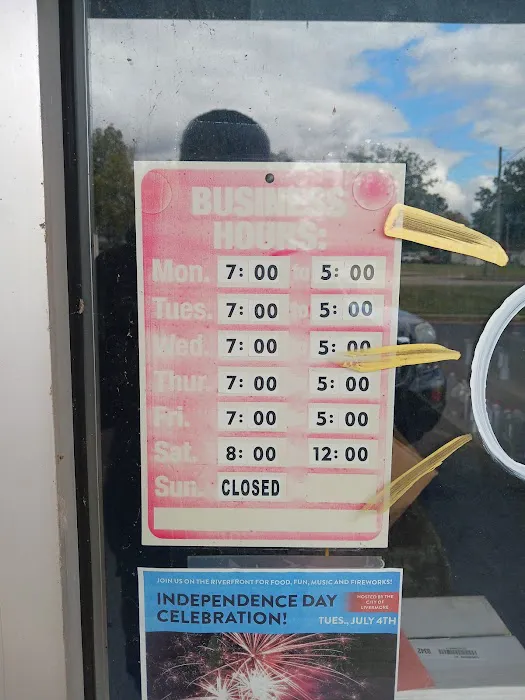 BUSINESS
HOURS:
Mon. 7:00 to 5:00
Tues. 7:00 to 5:00
Wed. 7:00 5:00
Thur. 7:00 5:00
Fri. 7:00 5:00
Sat. 8:00 12:00
Sun. CLOSED
JOIN US ON THE RIVERFRONT FOR FOOD, FUN, MUSIC AND FIREWORKS!
INDEPENDENCE DAY
CELEBRATION!
HOSTED BY THE
CITY OF
LIVERMORE
TUES., JULY 4TH